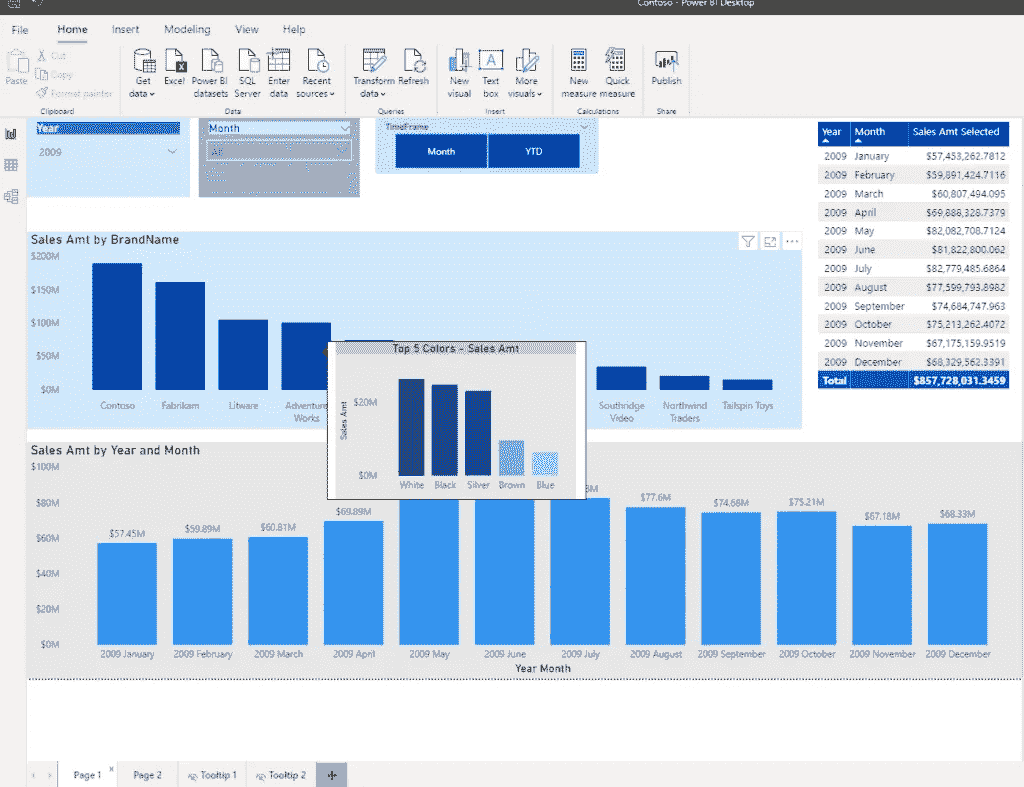 Contoso - Power BI Desktop
File Home Insert Modeling View Help
Paste
Cut
Copy
Format painter
Get data
Excel
Power BI datasets
SQL Server
Enter data
Recent sources
Transform data
Refresh
New visual
Text box
More visuals
New measure
Quick measure
Publish
Clipboard Data Queries Insert Calculations Share
Year
2009
Month
All
TimeFrame
Month YTD
Year Month Sales Amt Selected
2009 January $57,453,262.7812
2009 February $59,891,424.7116
2009 March $60,807,494.095
2009 April $69,888,328.7379
2009 May $82,082,708.7124
2009 June $81,822,800.062
2009 July $82,779,485.6864
2009 August $77,599,793.8982
2009 September $74,684,747.963
2009 October $75,213,262.4072
2009 November $67,175,159.9519
2009 December $68,329,562.3391
Total $857,728,031.3459
Sales Amt by BrandName
$200M
$150M
$100M
$50M
$0M
Contoso Fabrikam Litware Adventure Works Southridge Video Northwind Traders Tailspin Toys
Top 5 Colors - Sales Amt
Sales Amt
$20M
$0M
White Black Silver Brown Blue
Sales Amt by Year and Month
$100M
$80M
$60M
$40M
$20M
$0M
$57.45M $59.89M $60.81M $69.89M $77.6M $74.68M $75.21M $67.18M $68.33M
2009 January 2009 February 2009 March 2009 April 2009 May 2009 June 2009 July 2009 August 2009 September 2009 October 2009 November 2009 December
Year Month
Page 1 Page 2 Tooltip 1 Tooltip 2